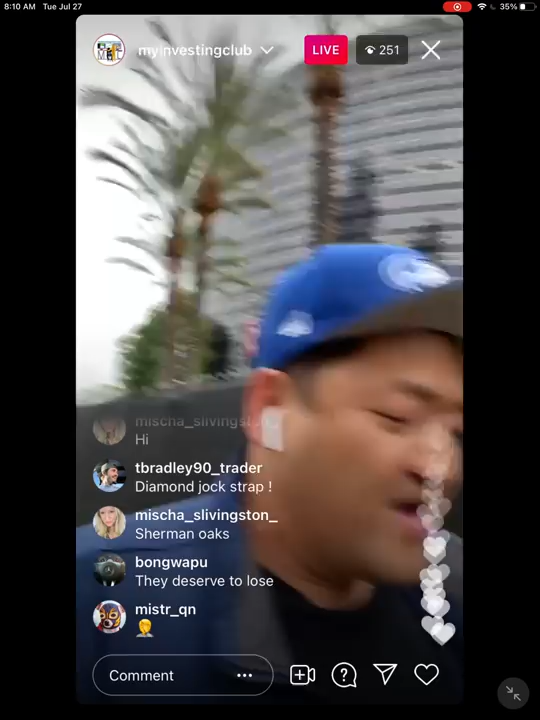 8:10 AM Tue Jul 27
35%
myinvestingclub
LIVE
251
mischa_slivingston_
Hi
tbradley90_trader
Diamond jock strap !
mischa_slivingston_
Sherman oaks
bongwapu
They deserve to lose
mistr_qn
Comment